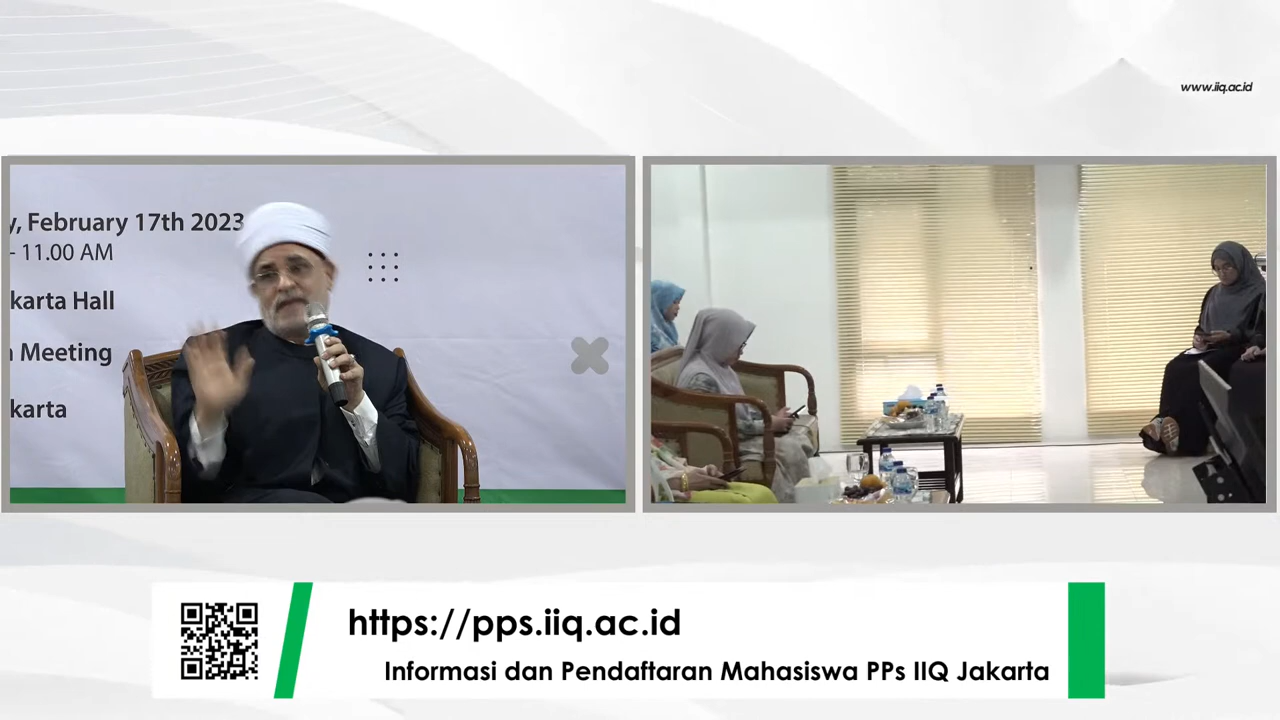 www.iiq.ac.id
y, February 17th 2023
- 11.00 AM
karta Hall
Meeting
karta
https://pps.iiq.ac.id
Informasi dan Pendaftaran Mahasiswa PPs IIQ Jakarta